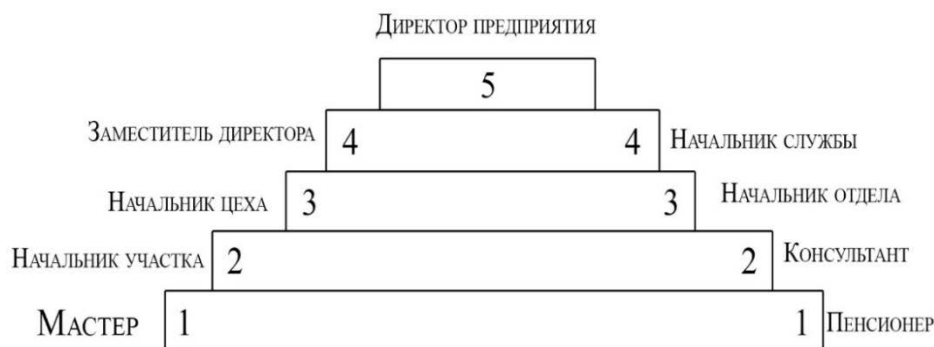 Директор предприятия
5
Заместитель директора 4 4 Начальник службы
Начальник цеха 3 3 Начальник отдела
Начальник участка 2 2 Консультант
Мастер 1 1 Пенсионер